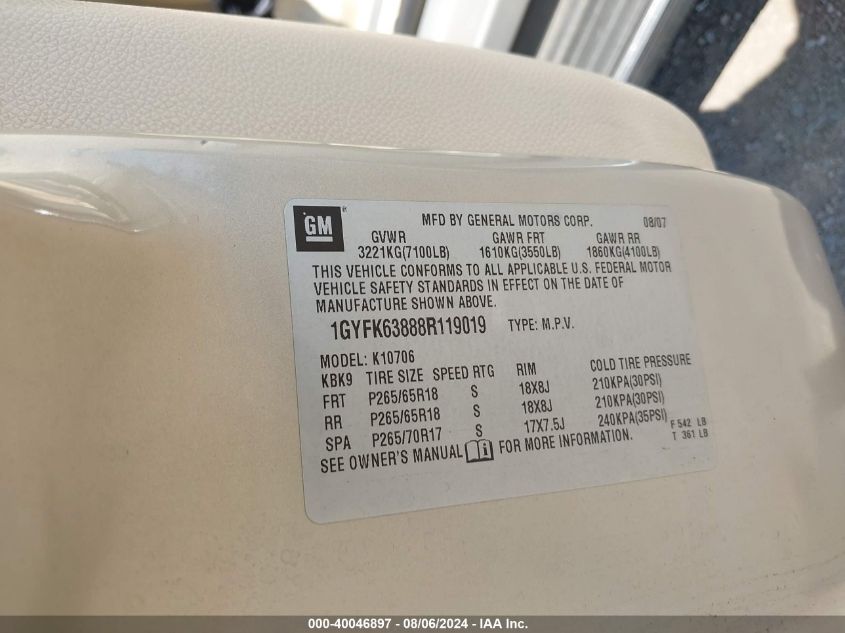 GM
MFD BY GENERAL MOTORS CORP. 08/07
GVWR GAWR FRT GAWR RR
3221KG(7100LB) 1610KG(3550LB) 1860KG(4100LB)
THIS VEHICLE CONFORMS TO ALL APPLICABLE U.S. FEDERAL MOTOR
VEHICLE SAFETY STANDARDS IN EFFECT ON THE DATE OF
MANUFACTURE SHOWN ABOVE.
1GYFK63888R119019 TYPE: M.P.V.
MODEL: K10706
KBK9 TIRE SIZE SPEED RTG RIM COLD TIRE PRESSURE
FRT P265/65R18 S 18X8J 210KPA(30PSI)
RR P265/65R18 S 18X8J 210KPA(30PSI)
SPA P265/70R17 S 17X7.5J 240KPA(35PSI) F 542 LB
T 361 LB
SEE OWNER'S MANUAL i FOR MORE INFORMATION.
000-40046897 - 08/06/2024 - IAA Inc.